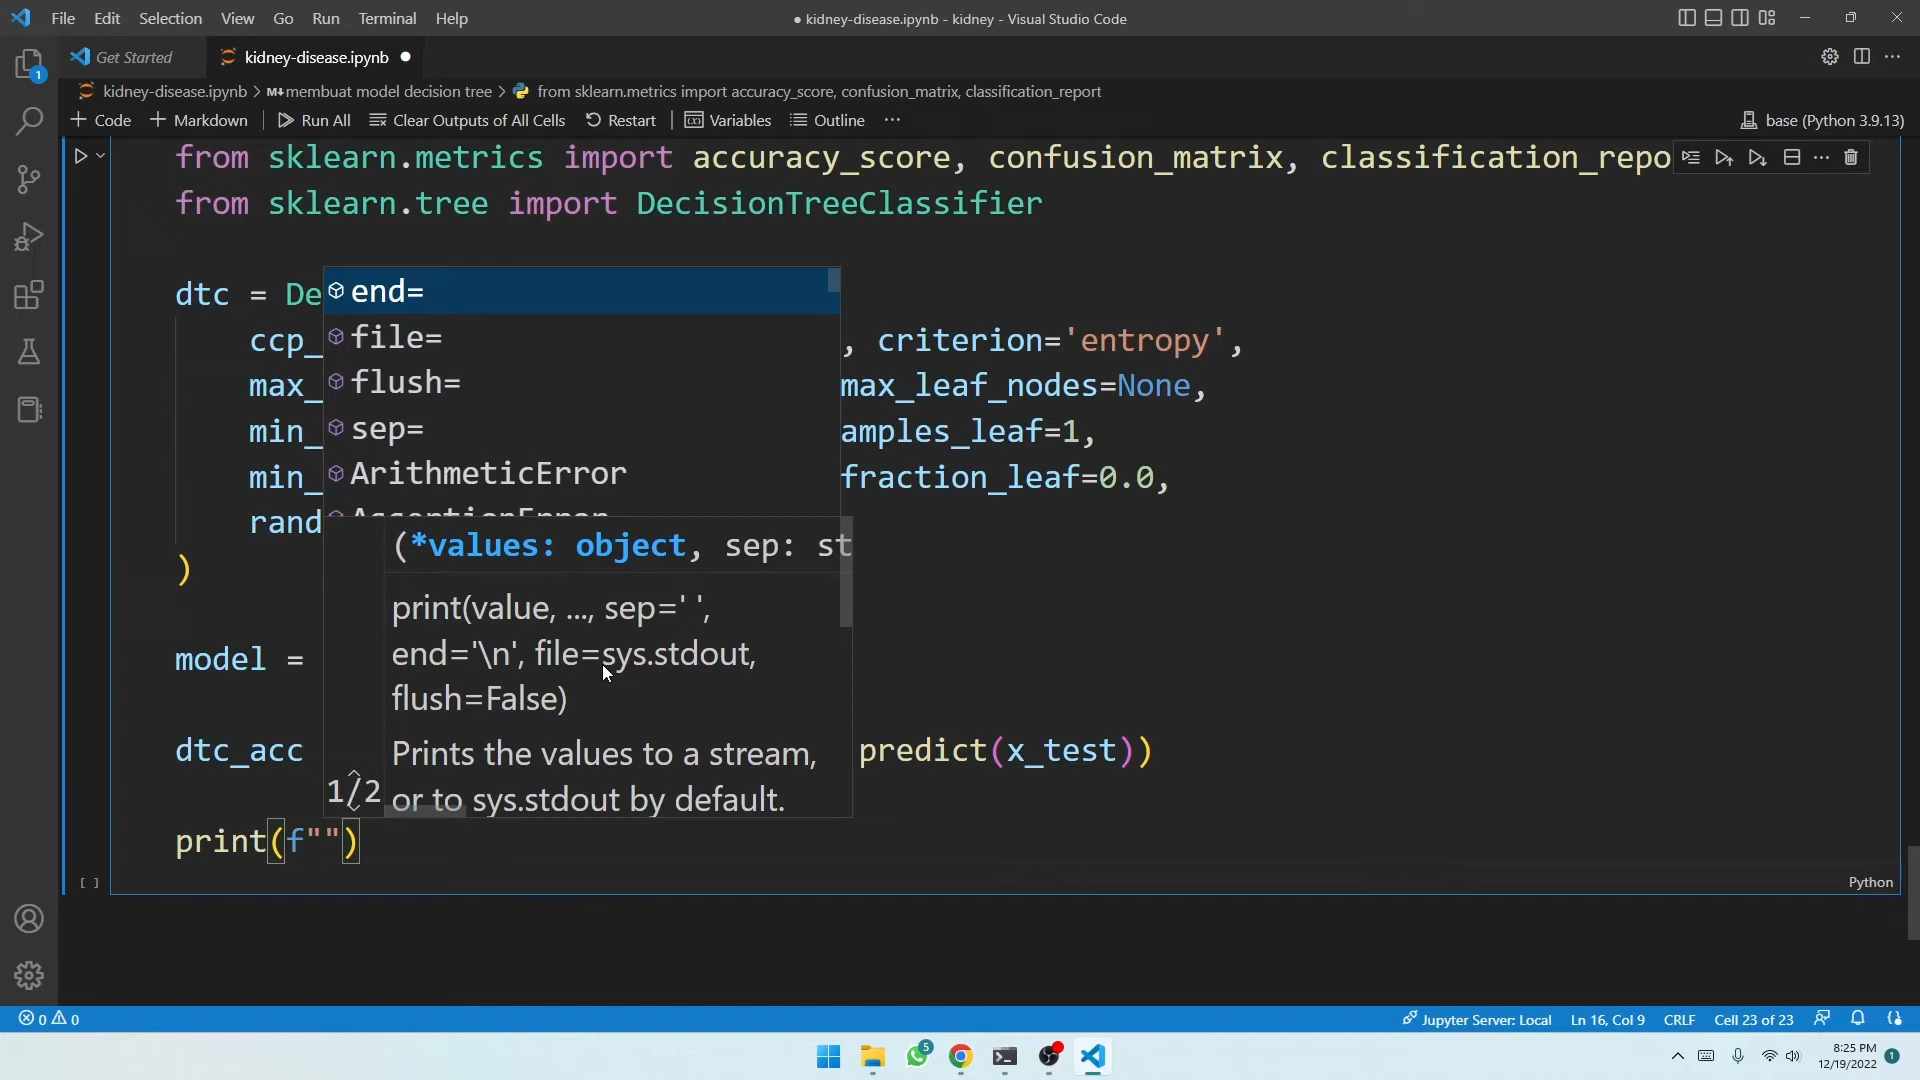 File Edit Selection View Go Run Terminal Help
● kidney-disease.ipynb - kidney - Visual Studio Code
Get Started
kidney-disease.ipynb ●
kidney-disease.ipynb > M↓ membuat model decision tree > from sklearn.metrics import accuracy_score, confusion_matrix, classification_report
+ Code + Markdown Run All Clear Outputs of All Cells Restart Variables Outline ...
base (Python 3.9.13)
from sklearn.metrics import accuracy_score, confusion_matrix, classification_repo
from sklearn.tree import DecisionTreeClassifier
dtc = De
end=
file=
ccp_ , criterion='entropy',
flush=
max_ max_leaf_nodes=None,
sep=
min_ amples_leaf=1,
ArithmeticError
min_ fraction_leaf=0.0,
AssertionError
rand
(*values: object, sep: st
)
print(value, ..., sep=' ',
end='\n', file=sys.stdout,
flush=False)
model =
Prints the values to a stream,
or to sys.stdout by default.
1/2
dtc_acc predict(x_test))
print(f"")
[ ]
Python
0 0
Jupyter Server: Local Ln 16, Col 9 CRLF Cell 23 of 23
1
5
8:25 PM
12/19/2022
1